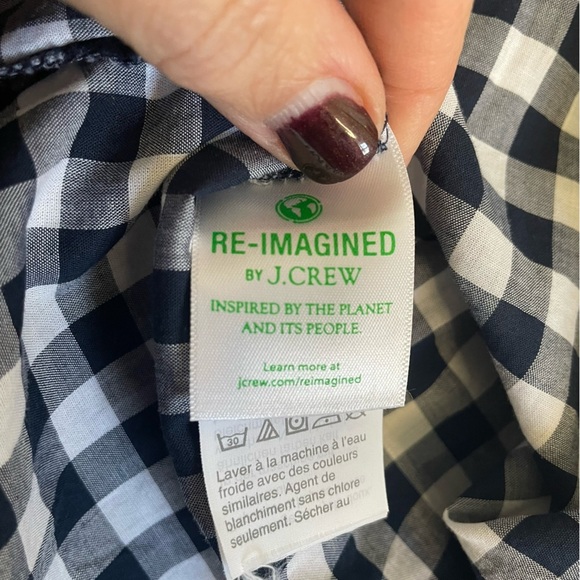 RE-IMAGINED
BY J.CREW
INSPIRED BY THE PLANET
AND ITS PEOPLE.
Learn more at
jcrew.com/reimagined
30
Laver à la machine à l'eau
froide avec des couleurs
similaires. Agent de
blanchiment sans chlore
seulement. Sécher au